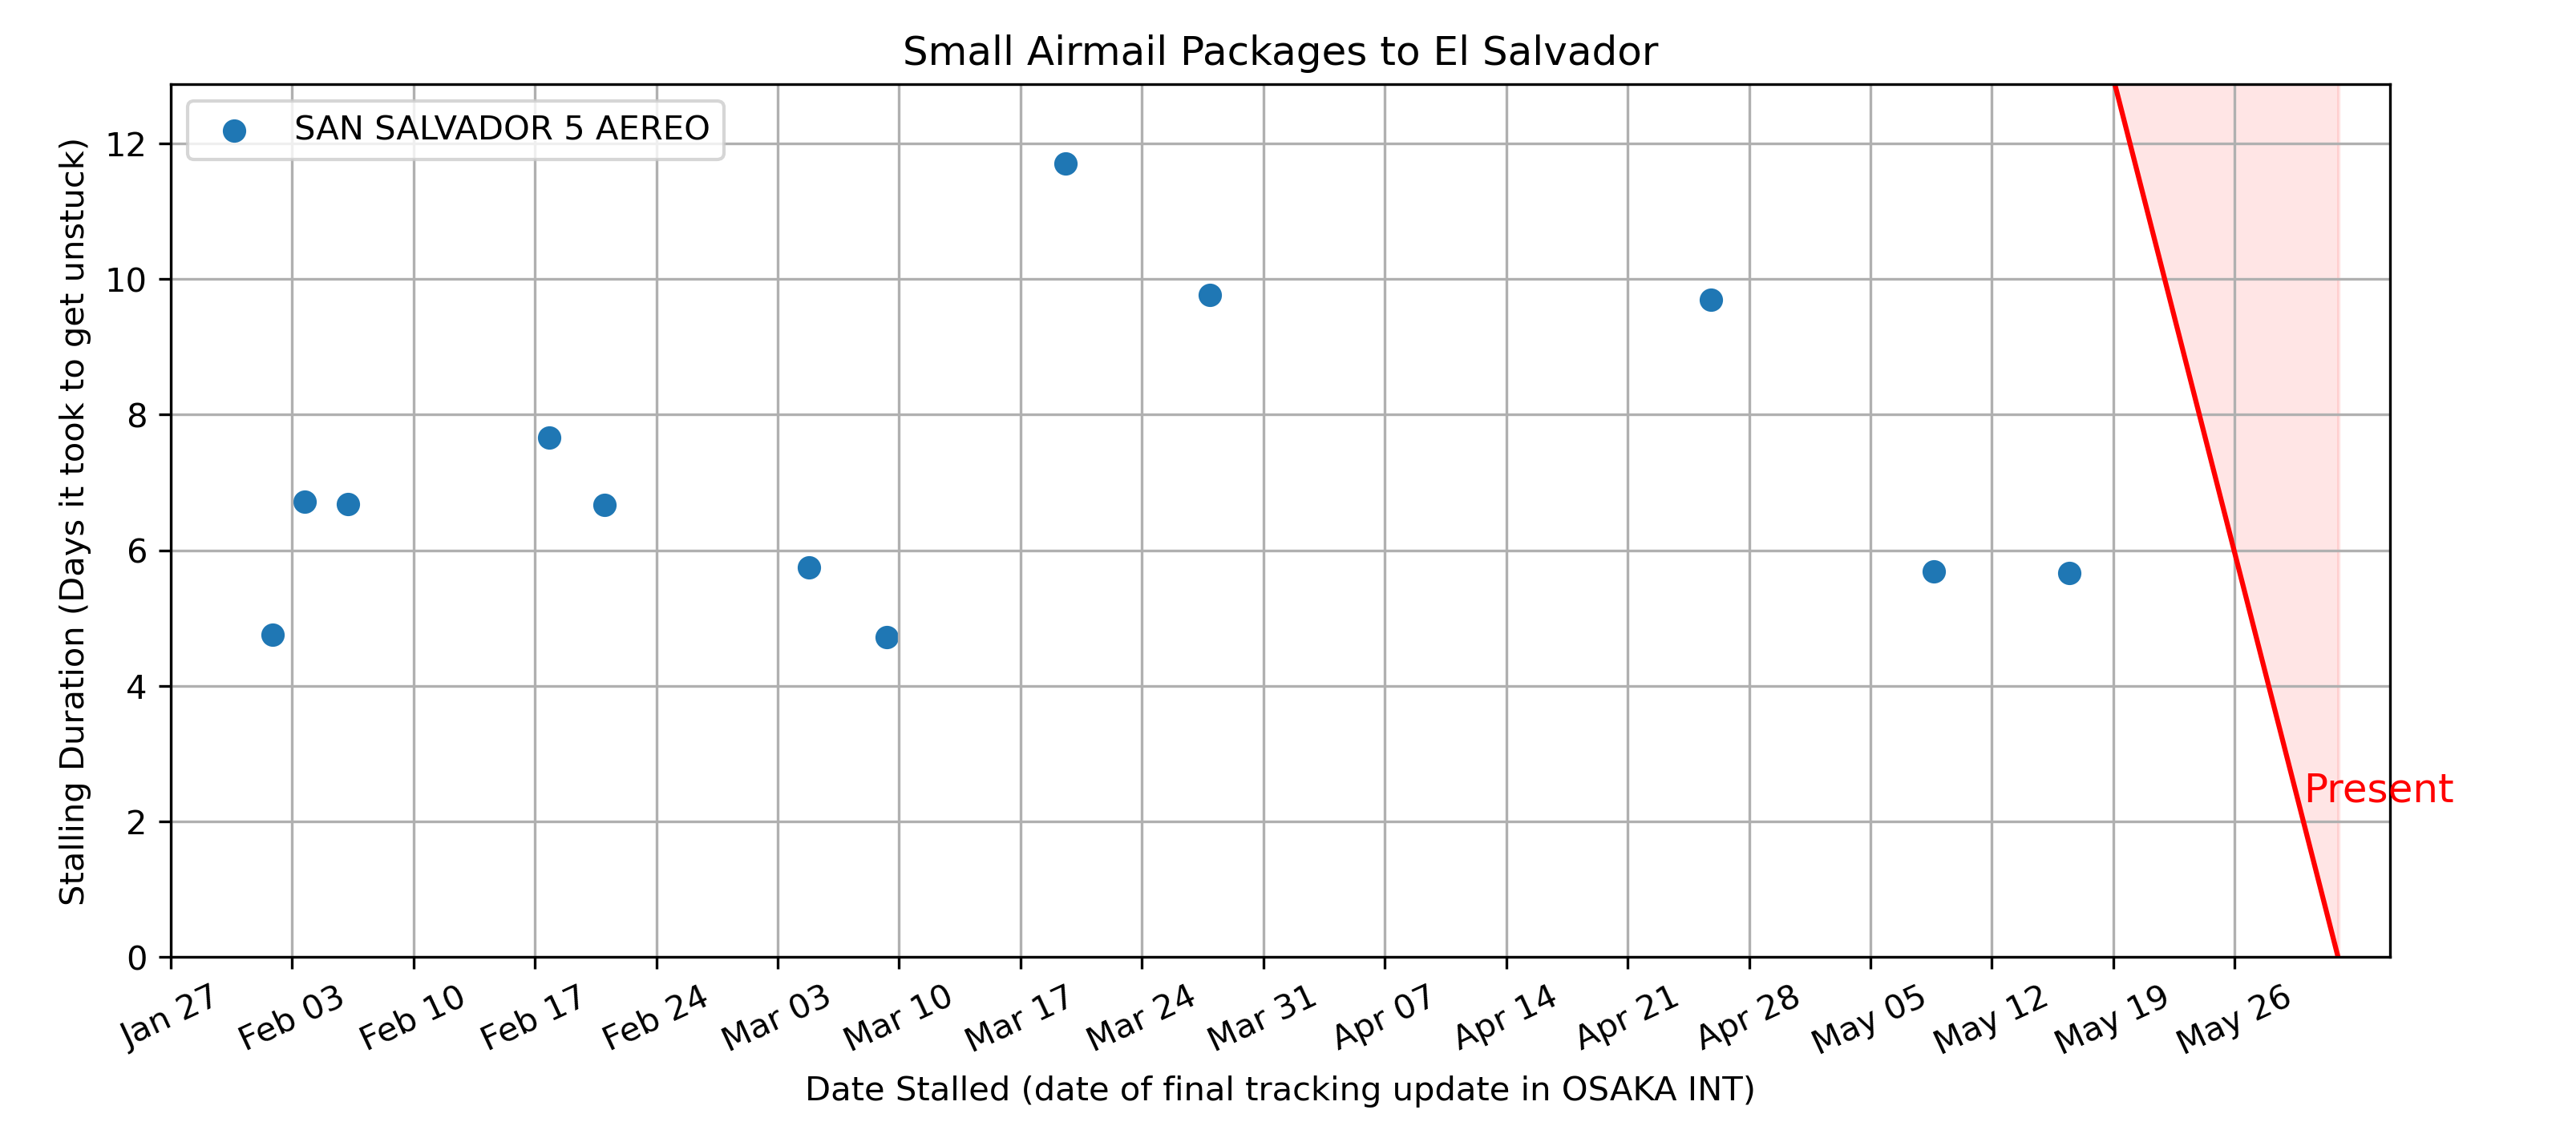 Small Airmail Packages to El Salvador
SAN SALVADOR 5 AEREO
Stalling Duration (Days it took to get unstuck)
12
10
8
6
4
2
0
Present
Jan 27
Feb 03
Feb 10
Feb 17
Feb 24
Mar 03
Mar 10
Mar 17
Mar 24
Mar 31
Apr 07
Apr 14
Apr 21
Apr 28
May 05
May 12
May 19
May 26
Date Stalled (date of final tracking update in OSAKA INT)